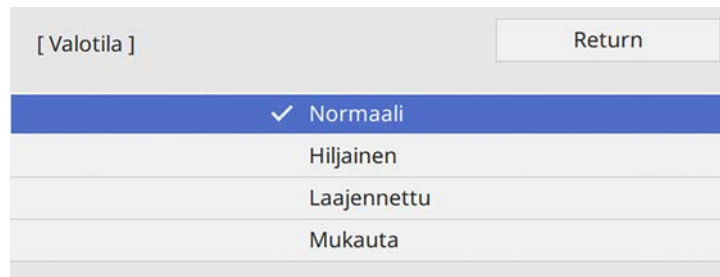 [ Valotila ]
Return
Normaali
Hiljainen
Laajennettu
Mukauta